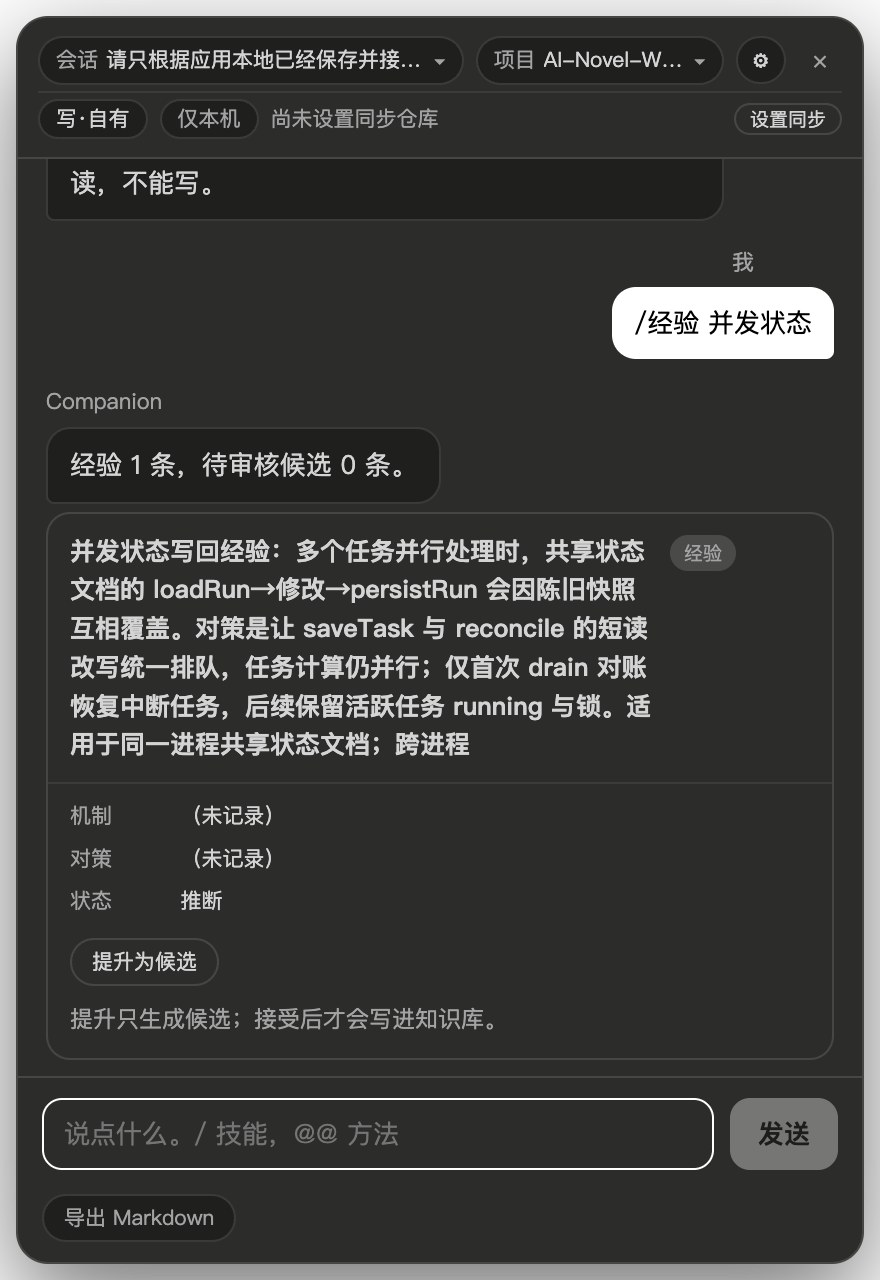 会话 请只根据应用本地已经保存并接…
项目 AI-Novel-W…
写·自有
仅本机
尚未设置同步仓库
设置同步
读，不能写。
我
/经验 并发状态
Companion
经验 1 条，待审核候选 0 条。
并发状态写回经验：多个任务并行处理时，共享状态
经验
文档的 loadRun→修改→persistRun 会因陈旧快照
互相覆盖。对策是让 saveTask 与 reconcile 的短读
改写统一排队，任务计算仍并行；仅首次 drain 对账
恢复中断任务，后续保留活跃任务 running 与锁。适
用于同一进程共享状态文档；跨进程
机制 （未记录）
对策 （未记录）
状态 推断
提升为候选
提升只生成候选；接受后才会写进知识库。
说点什么。/ 技能，@@ 方法
发送
导出 Markdown